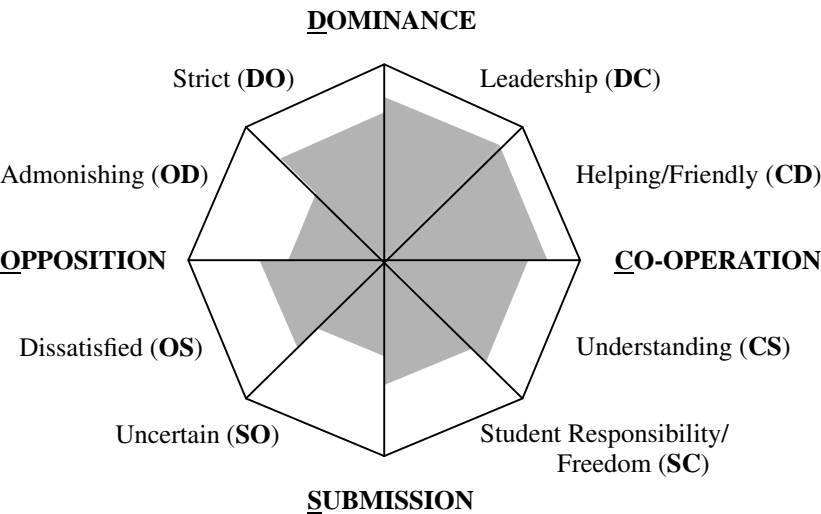 DOMINANCE
Strict (DO)
Leadership (DC)
Admonishing (OD)
Helping/Friendly (CD)
OPPOSITION
CO-OPERATION
Dissatisfied (OS)
Understanding (CS)
Uncertain (SO)
Student Responsibility/
Freedom (SC)
SUBMISSION